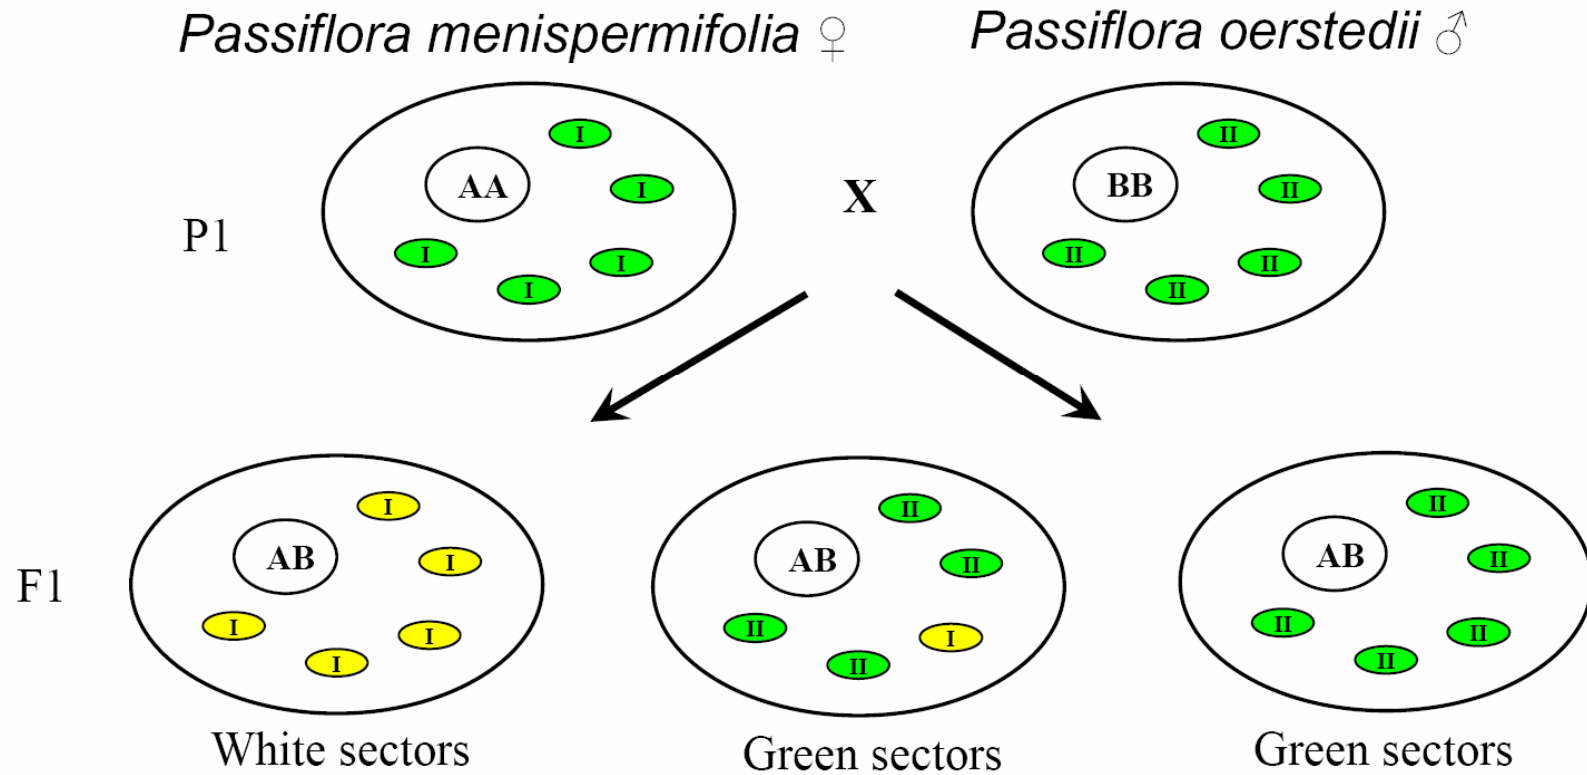 Passiflora menispermifolia ♀ Passiflora oerstedii ♂
P1
AA
I
I
I
I
I
X
BB
II
II
II
II
II
F1
AB
I
I
I
I
I
AB
II
II
II
II
I
AB
II
II
II
II
II
White sectors Green sectors Green sectors